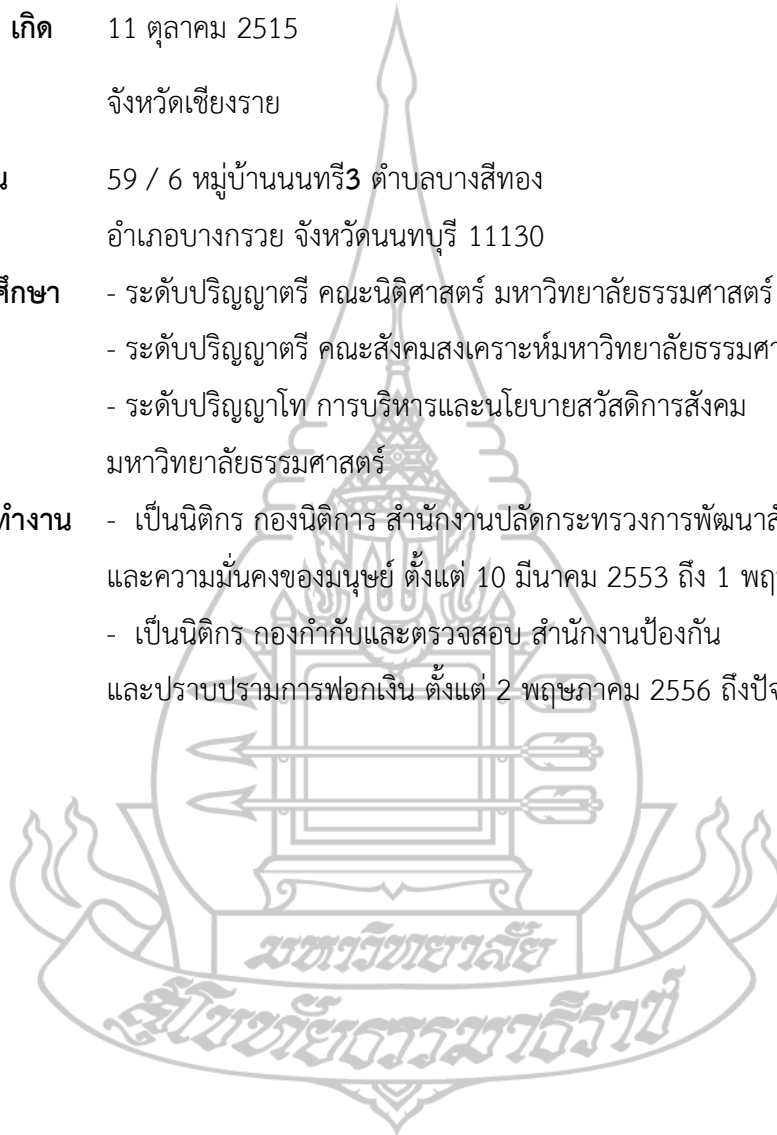 เกิด 11 ตุลาคม 2515
จังหวัดเชียงราย
59 / 6 หมู่บ้านนนทรี3 ตำบลบางสีทอง
อำเภอบางกรวย จังหวัดนนทบุรี 11130
ศึกษา - ระดับปริญญาตรี คณะนิติศาสตร์ มหาวิทยาลัยธรรมศาสตร์
- ระดับปริญญาตรี คณะสังคมสงเคราะห์มหาวิทยาลัยธรรมศา
- ระดับปริญญาโท การบริหารและนโยบายสวัสดิการสังคม
มหาวิทยาลัยธรรมศาสตร์
ทำงาน - เป็นนิติกร กองนิติการ สำนักงานปลัดกระทรวงการพัฒนาสั
และความมั่นคงของมนุษย์ ตั้งแต่ 10 มีนาคม 2553 ถึง 1 พฤษ
- เป็นนิติกร กองกำกับและตรวจสอบ สำนักงานป้องกัน
และปราบปรามการฟอกเงิน ตั้งแต่ 2 พฤษภาคม 2556 ถึงปัจ
มหาวิทยาลัย
สุโขทัยธรรมาธิราช